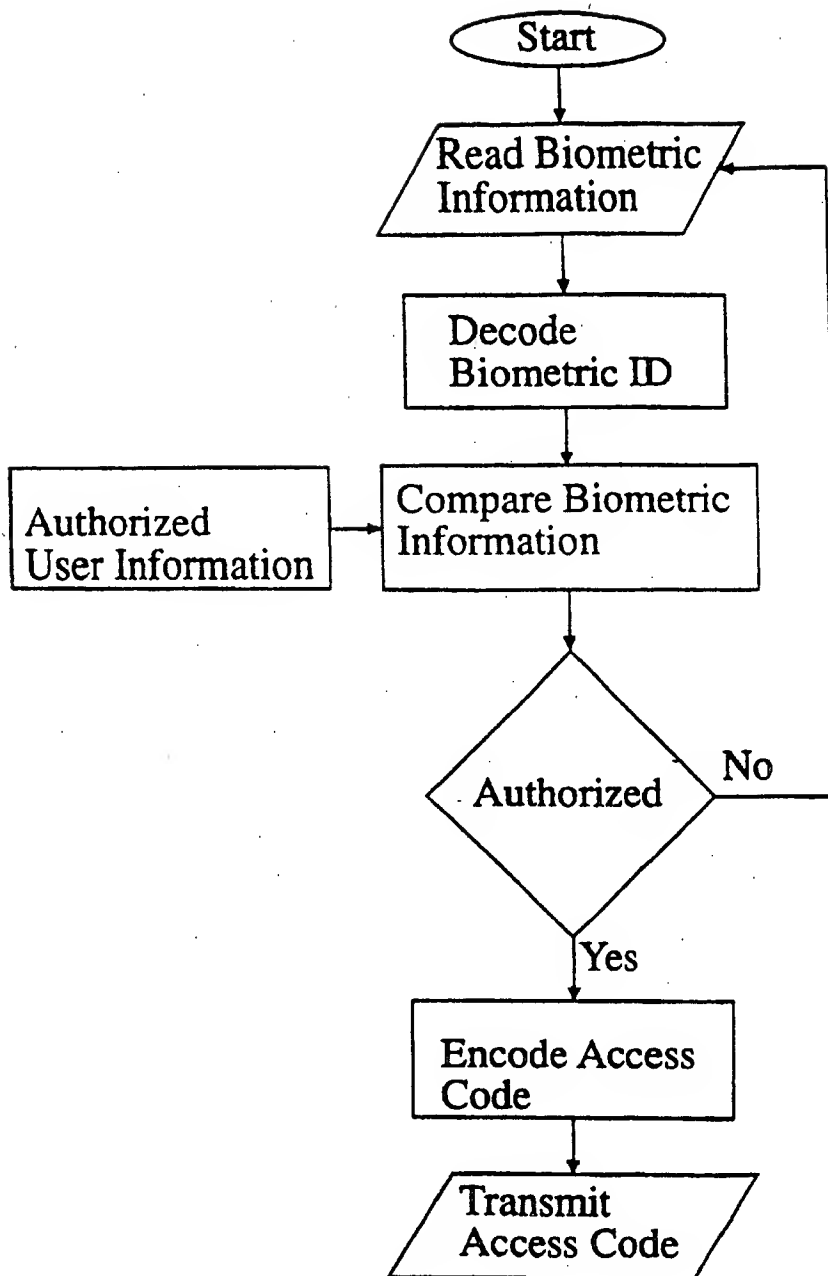 Start
Read Biometric
Information
Decode
Biometric ID
Authorized
User Information
Compare Biometric
Information
Authorized
No
Yes
Encode Access
Code
Transmit
Access Code